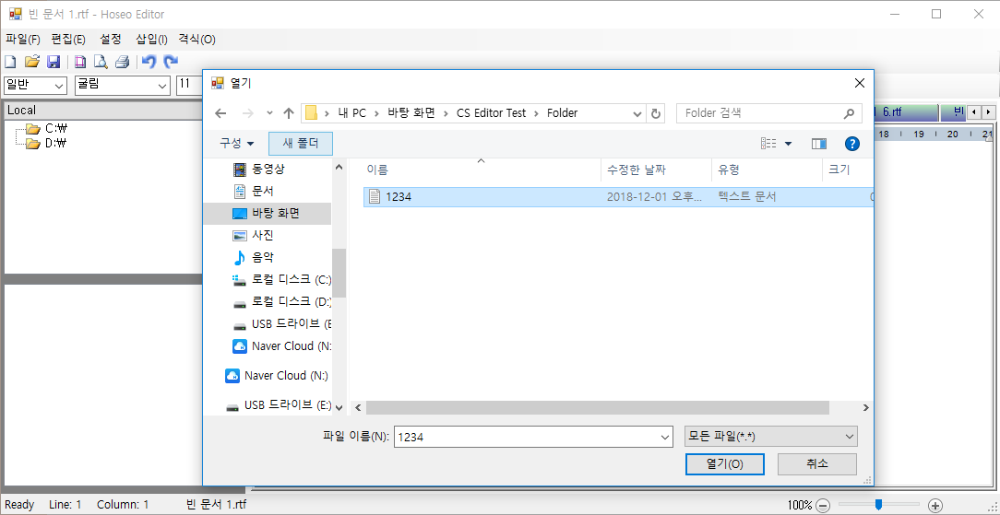 빈 문서 1.rtf - Hoseo Editor
파일(F) 편집(E) 설정 삽입(I) 격식(O)
일반 굴림 11
Local
C:₩
D:₩
열기
내 PC > 바탕 화면 > CS Editor Test > Folder
Folder 검색
구성 새 폴더
동영상
문서
바탕 화면
사진
음악
로컬 디스크 (C:)
로컬 디스크 (D:)
USB 드라이브 (E
Naver Cloud (N:
Naver Cloud (N:)
USB 드라이브 (E:)
이름 수정한 날짜 유형 크기
1234 2018-12-01 오후... 텍스트 문서
파일 이름(N): 1234 모든 파일(*.*)
열기(O) 취소
6.rtf 빈
18 19 20 21
Ready Line: 1 Column: 1 빈 문서 1.rtf 100%